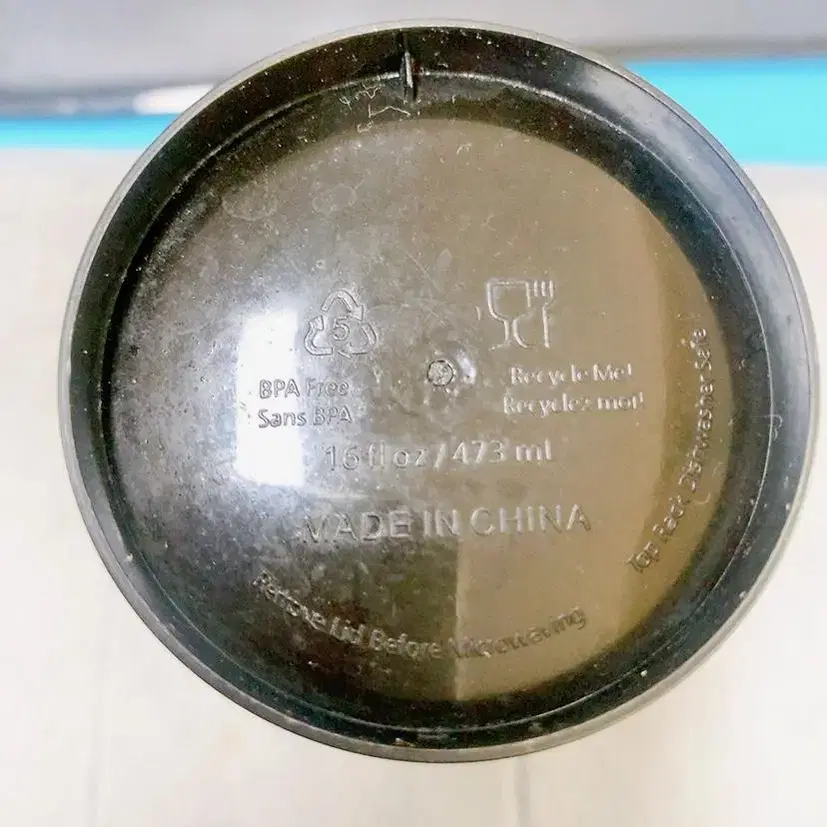 5
BPA Free
Sans BPA
Recycle Me!
Recyclez moi!
16 fl oz / 473 ml
MADE IN CHINA
Remove Lid Before Microwaving
Top Rack Dishwasher Safe